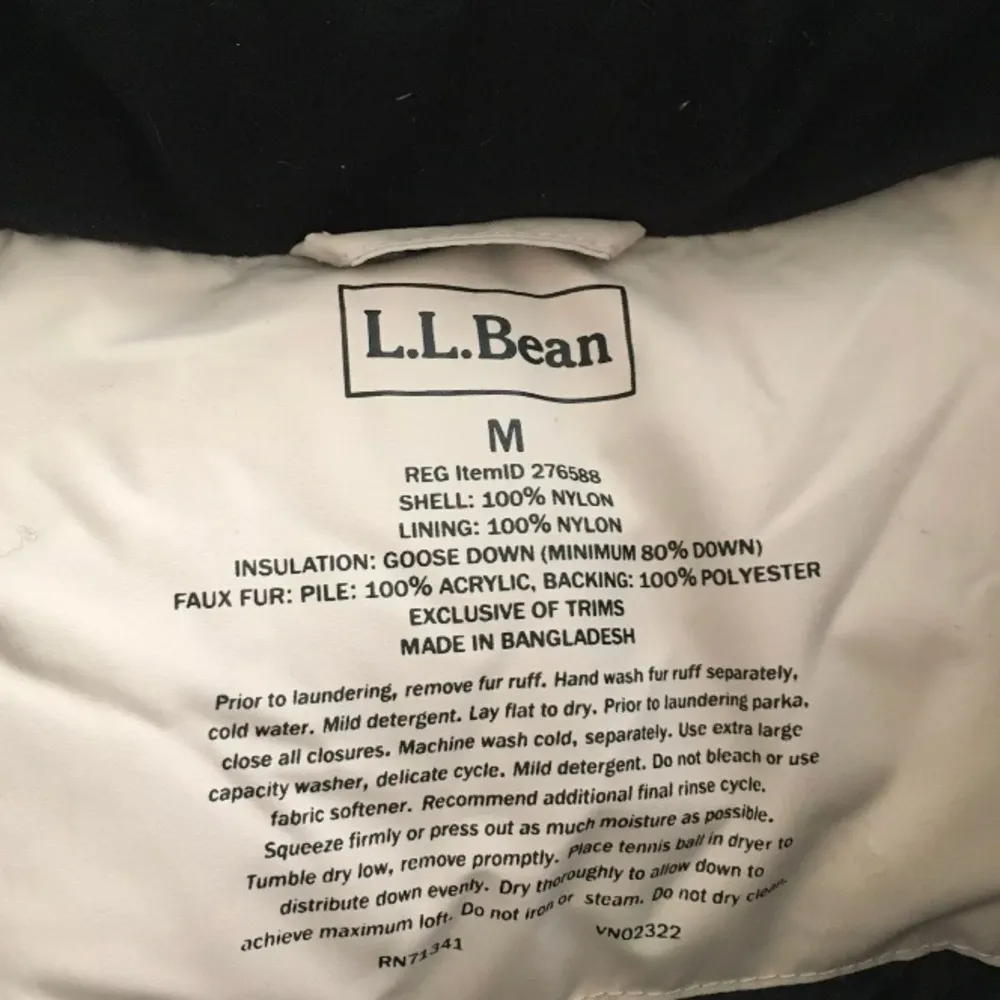 L.L.Bean
M
REG ItemID 276588
SHELL: 100% NYLON
LINING: 100% NYLON
INSULATION: GOOSE DOWN (MINIMUM 80% DOWN)
FAUX FUR: PILE: 100% ACRYLIC, BACKING: 100% POLYESTER
EXCLUSIVE OF TRIMS
MADE IN BANGLADESH
Prior to laundering, remove fur ruff. Hand wash fur ruff separately,
cold water. Mild detergent. Lay flat to dry. Prior to laundering parka,
close all closures. Machine wash cold, separately. Use extra large
capacity washer, delicate cycle. Mild detergent. Do not bleach or use
fabric softener. Recommend additional final rinse cycle.
Squeeze firmly or press out as much moisture as possible.
Tumble dry low, remove promptly. Place tennis ball in dryer to
distribute down evenly. Dry thoroughly to allow down to
achieve maximum loft. Do not iron or steam. Do not dry clean.
RN71341 VN02322